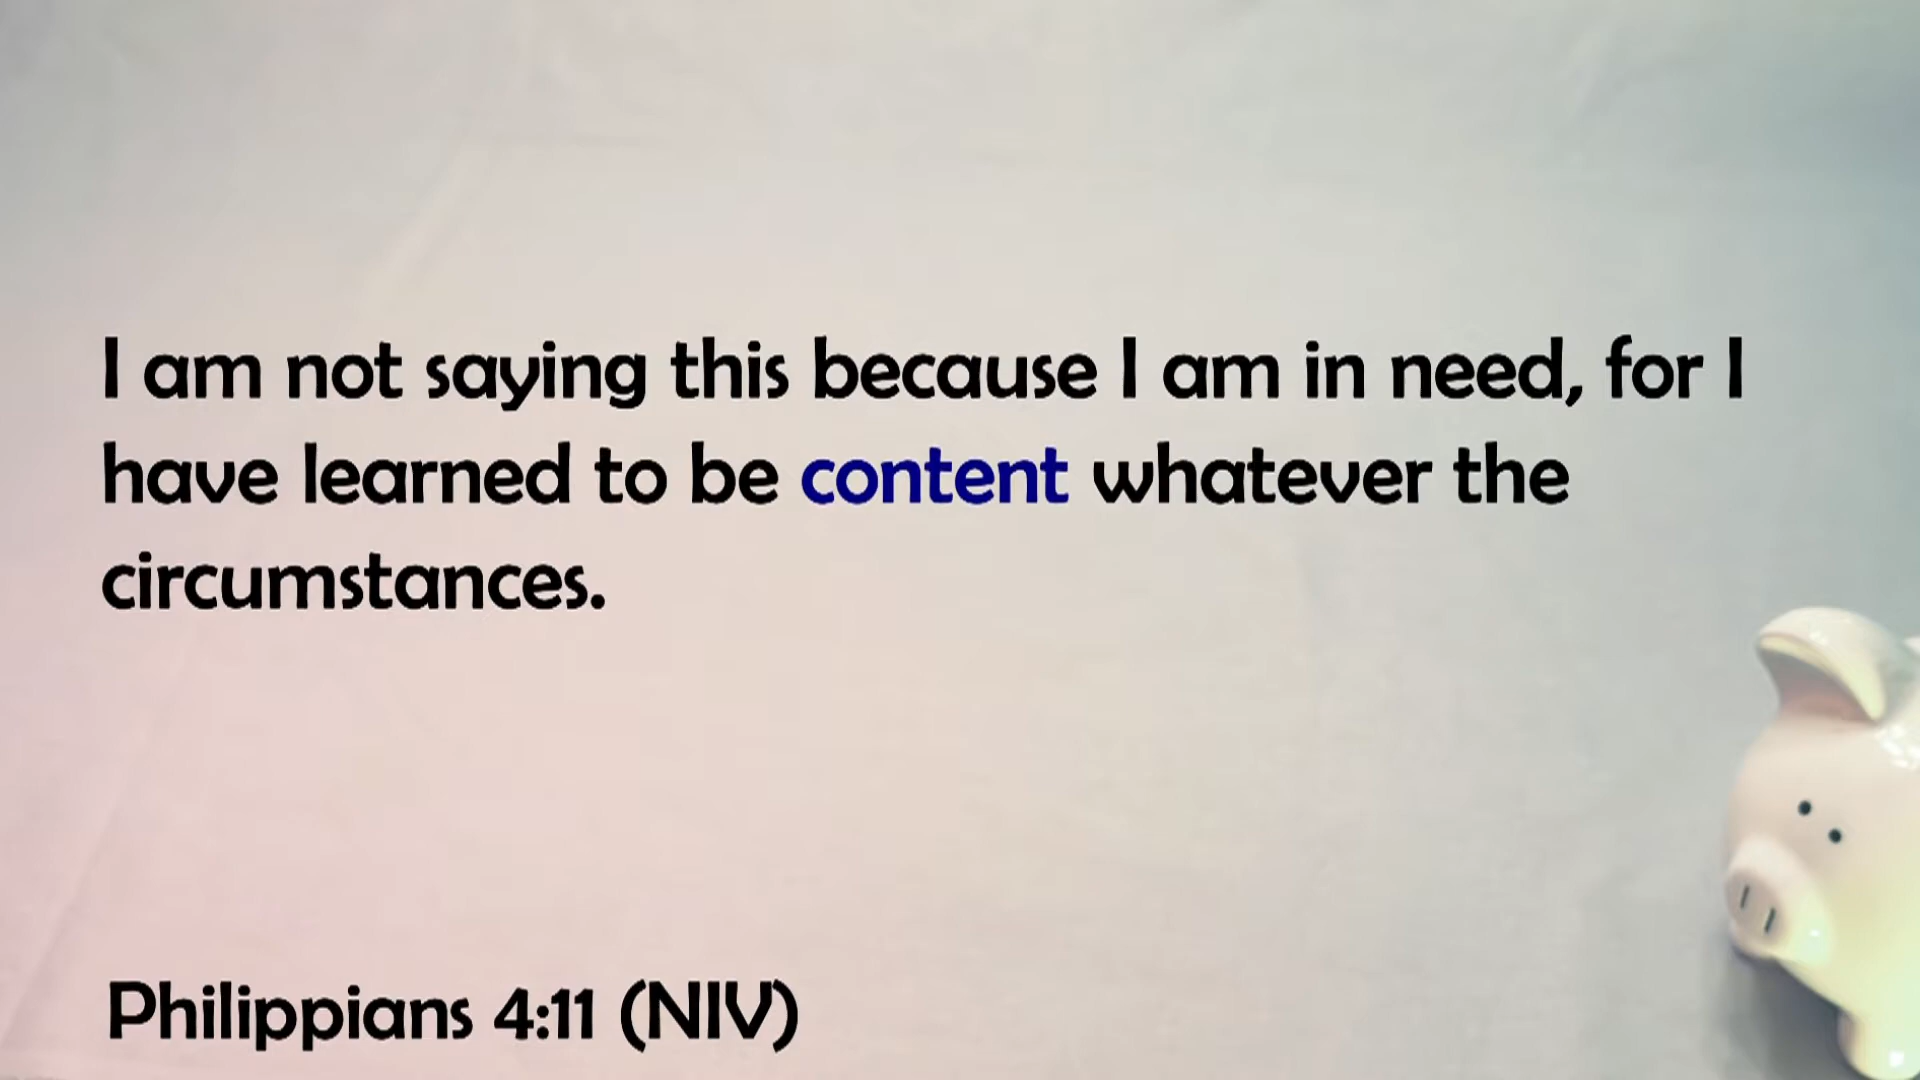 I am not saying this because I am in need, for I
have learned to be content whatever the
circumstances.
Philippians 4:11 (NIV)